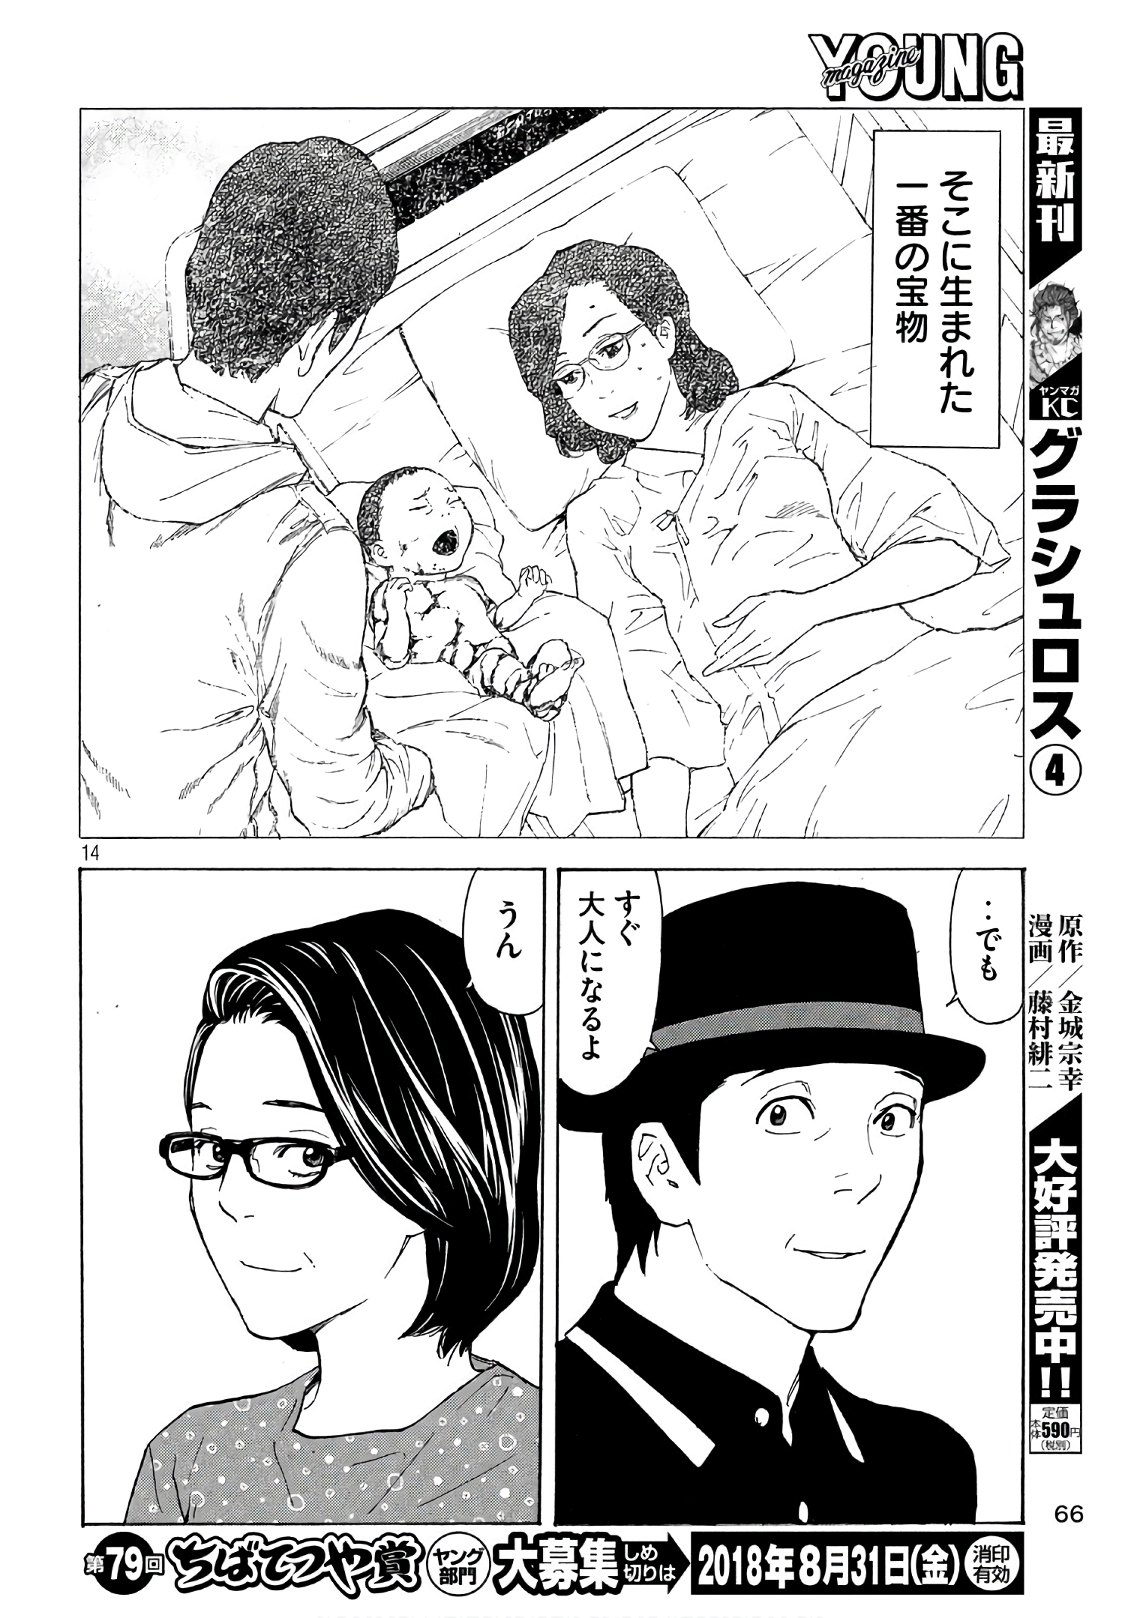 YOUNG
magazine
そこに生まれた
一番の宝物
最新刊
ヤンマガ
KC
グラシュロス
4
14
‥でも
すぐ
大人になるよ
うん
原作／金城宗幸
漫画／藤村緋二
大好評発売中!!
定価
本体590円
(税別)
66
第79回
ちばてつや賞
ヤング
部門
大募集
しめ
切りは
2018年8月31日(金)
消印
有効